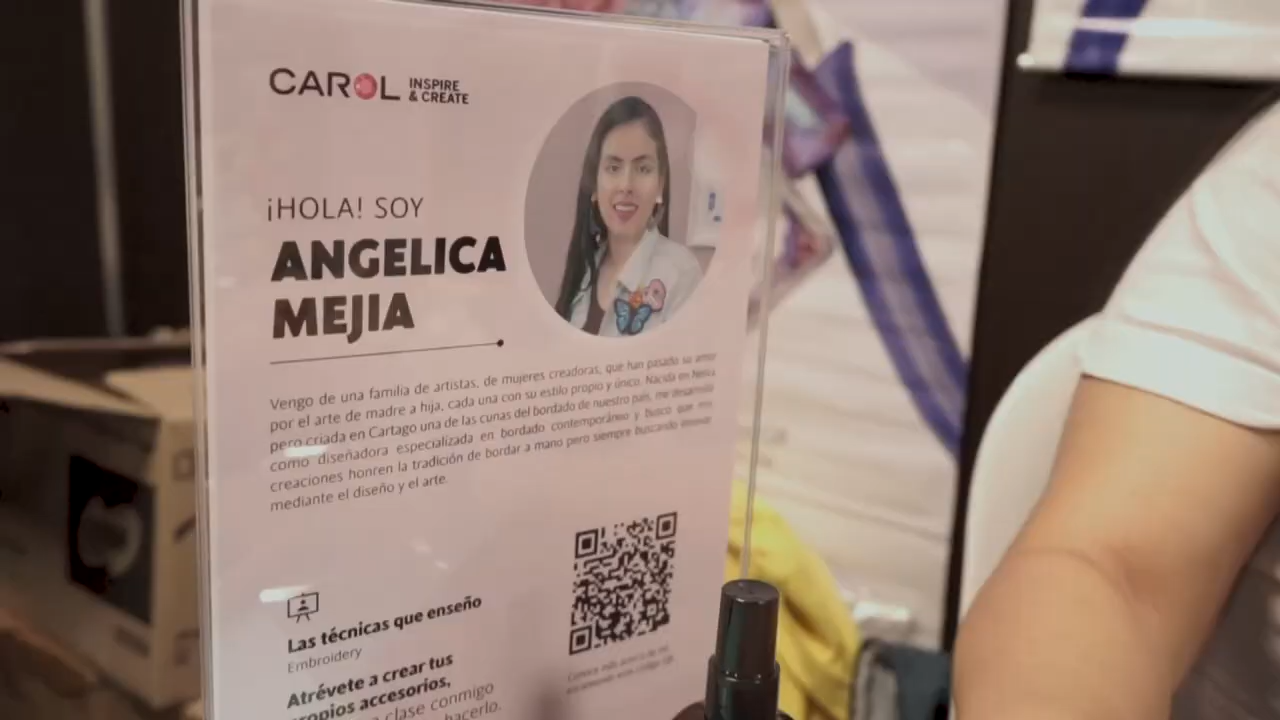 CAROL INSPIRE
& CREATE
¡HOLA! SOY
ANGELICA
MEJIA
Vengo de una familia de artistas, de mujeres creadoras, que han pasado su amor
por el arte de madre a hija, cada una con su estilo propio y único. Nacida en Neiva
pero criada en Cartago una de las cunas del bordado de nuestro país, me desarrollo
como diseñadora especializada en bordado contemporáneo y busco que mis
creaciones honren la tradición de bordar a mano pero siempre buscando innovar
mediante el diseño y el arte.
Las técnicas que enseño
Embroidery
Atrévete a crear tus
propios accesorios,
clase conmigo
hacerlo.